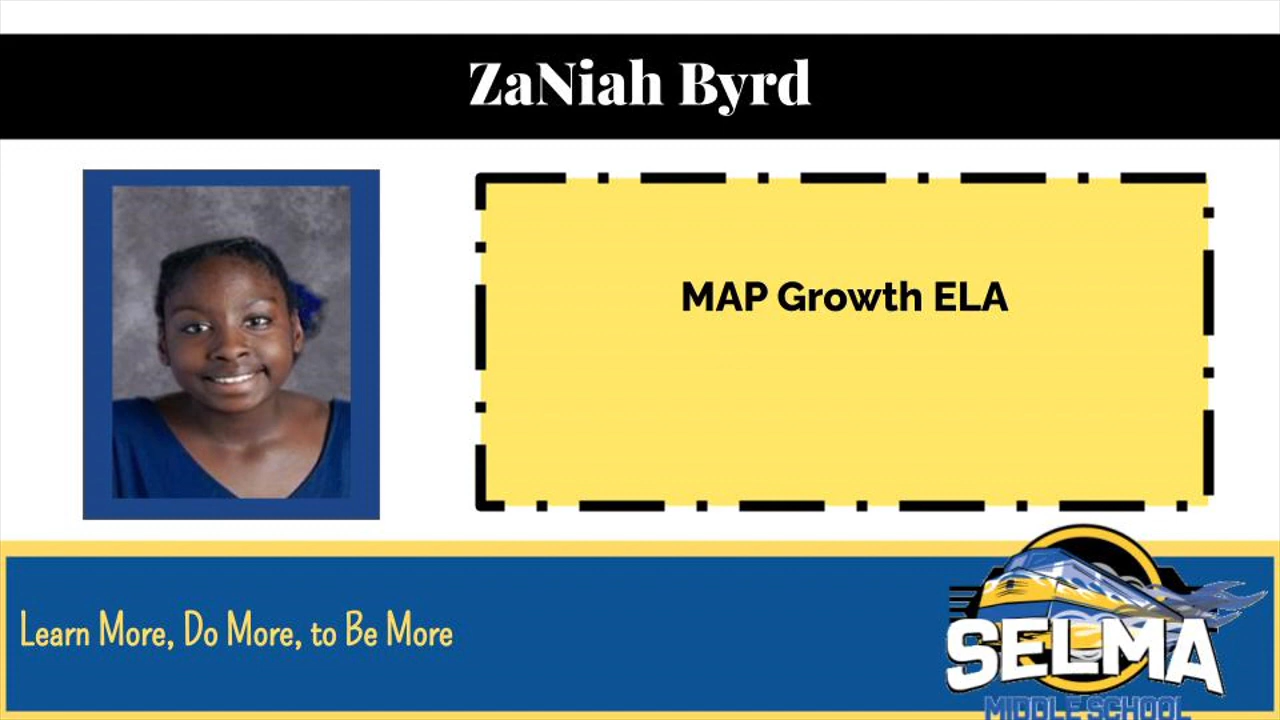 ZaNiah Byrd
MAP Growth ELA
Learn More, Do More, to Be More
SELMA
MIDDLE SCHOOL